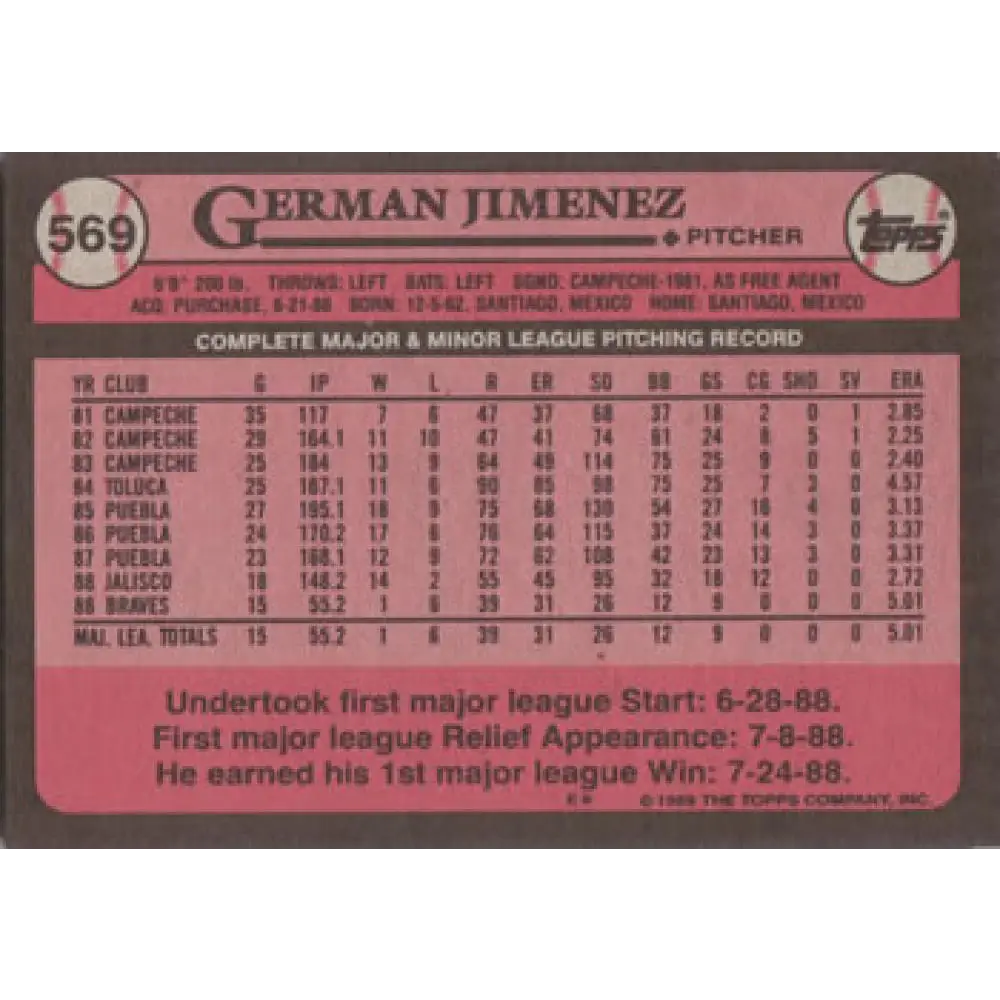 569
GERMAN JIMENEZ
PITCHER
TOPPS®
200 lb. THROWS: LEFT BATS: LEFT SGND: CAMPECHE-1981, AS FREE AGENT
ACQ: PURCHASE, 6-21-88 BORN: 12-5-62, SANTIAGO, MEXICO HOME: SANTIAGO, MEXICO
COMPLETE MAJOR & MINOR LEAGUE PITCHING RECORD
YR CLUB G IP W L R ER SO BB GS CG SHO SV ERA
81 CAMPECHE 35 117 7 6 47 37 68 37 18 2 0 1 2.85
82 CAMPECHE 29 164.1 11 10 47 41 74 61 24 6 5 1 2.25
83 CAMPECHE 25 184 13 9 64 49 114 75 25 9 0 0 2.40
84 TOLUCA 25 167.1 11 6 90 85 98 75 25 7 3 0 4.57
85 PUEBLA 27 195.1 18 9 75 68 130 54 27 16 4 0 3.13
86 PUEBLA 24 170.2 17 6 76 64 115 75 24 14 3 0 3.37
87 PUEBLA 23 168.1 12 9 72 62 108 42 23 13 3 0 3.31
88 JALISCO 18 148.2 14 2 55 45 95 32 18 12 0 0 2.72
88 BRAVES 15 55.2 1 6 39 31 26 12 9 0 0 0 5.01
MAJ. LEA. TOTALS 15 55.2 1 6 39 31 26 12 9 0 0 0 5.01
Undertook first major league Start: 6-28-88.
First major league Relief Appearance: 7-8-88.
He earned his 1st major league Win: 7-24-88.
© 1989 THE TOPPS COMPANY, INC.